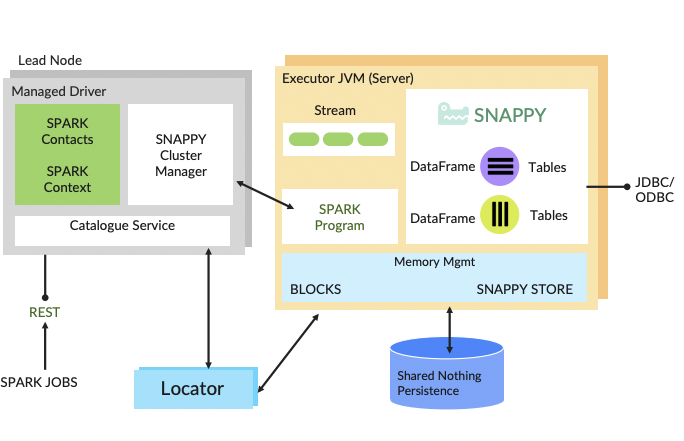 Lead Node
Managed Driver
SPARK
Contacts
SPARK
Context
SNAPPY
Cluster
Manager
Catalogue Service
REST
SPARK JOBS
Locator
Executor JVM (Server)
Stream
SPARK
Program
SNAPPY
DataFrame
Tables
DataFrame
Tables
Memory Mgmt
BLOCKS
SNAPPY STORE
JDBC/
ODBC
Shared Nothing
Persistence